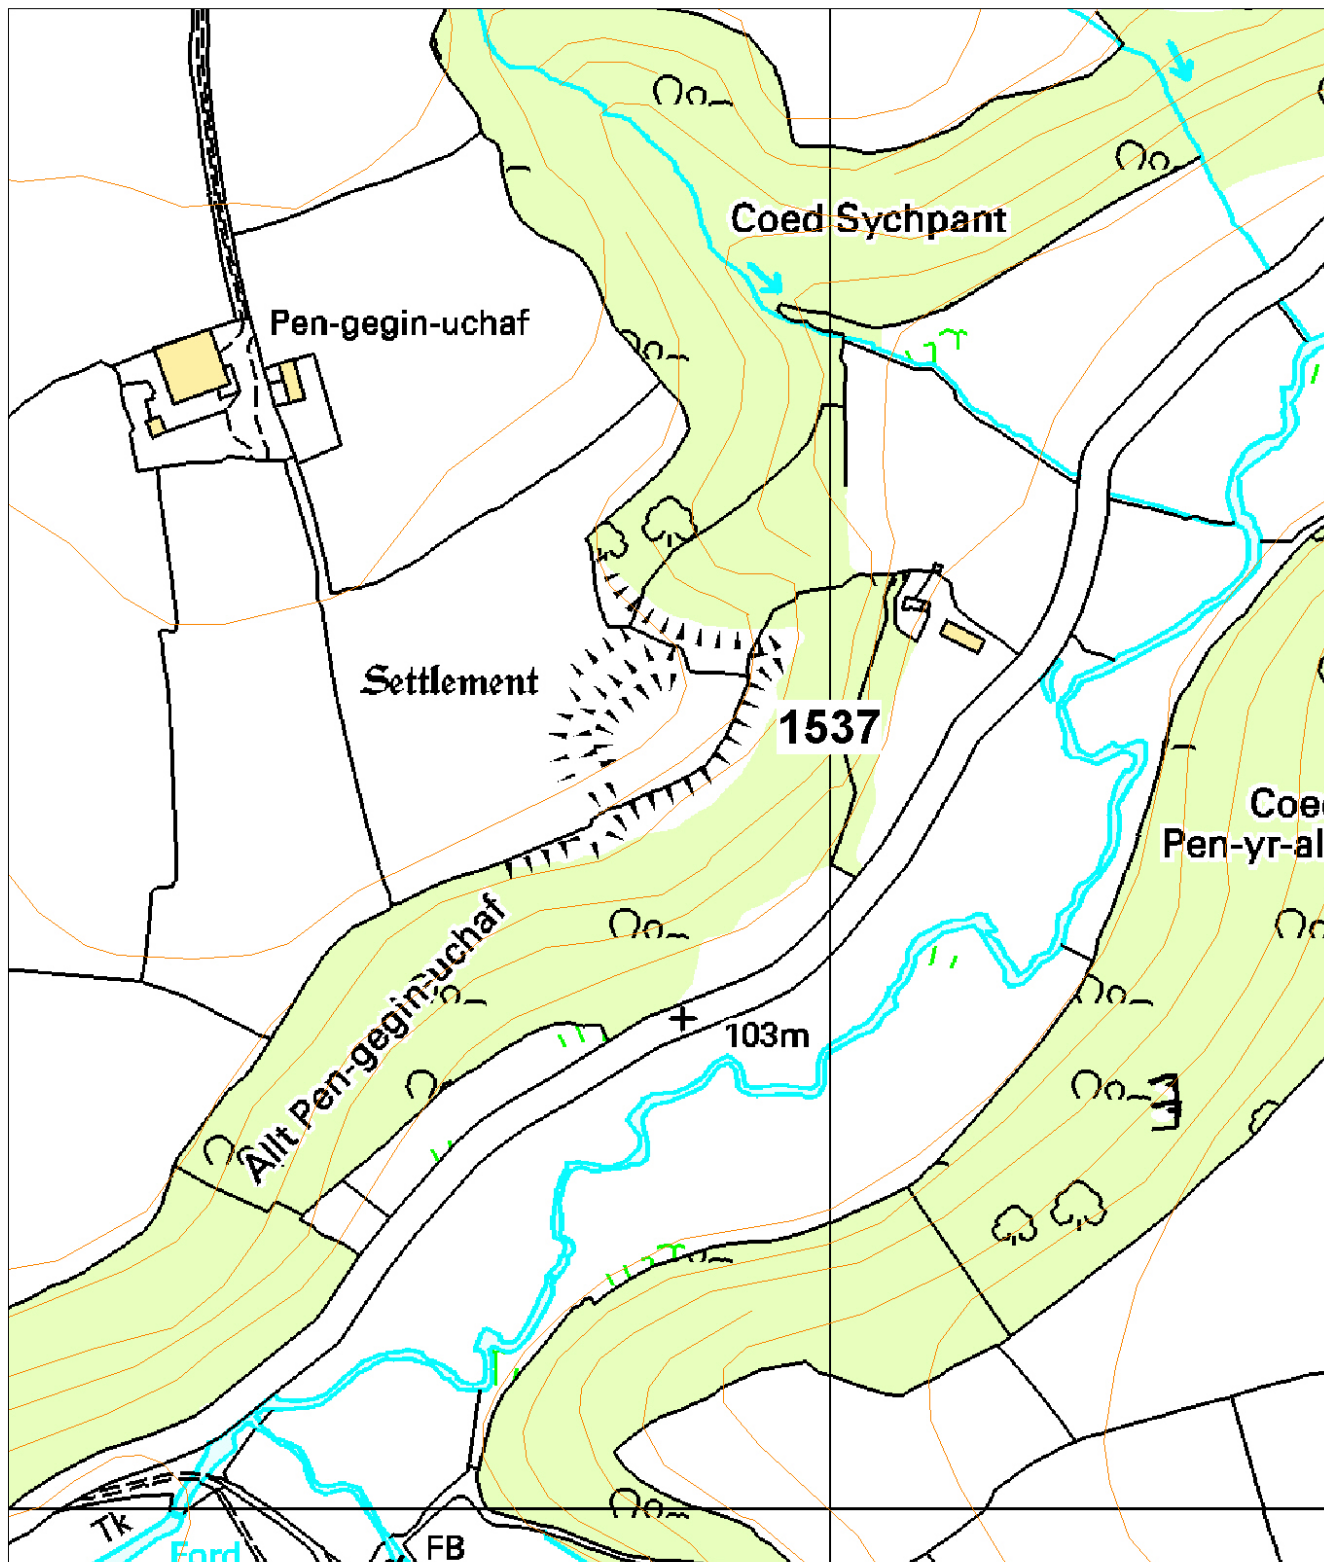 Coed Sychpant
Pen-gegin-uchaf
Settlement
1537
Pen-yr-al
Allt Pen-gegin-uchaf
103m
Tk
Ford
FB